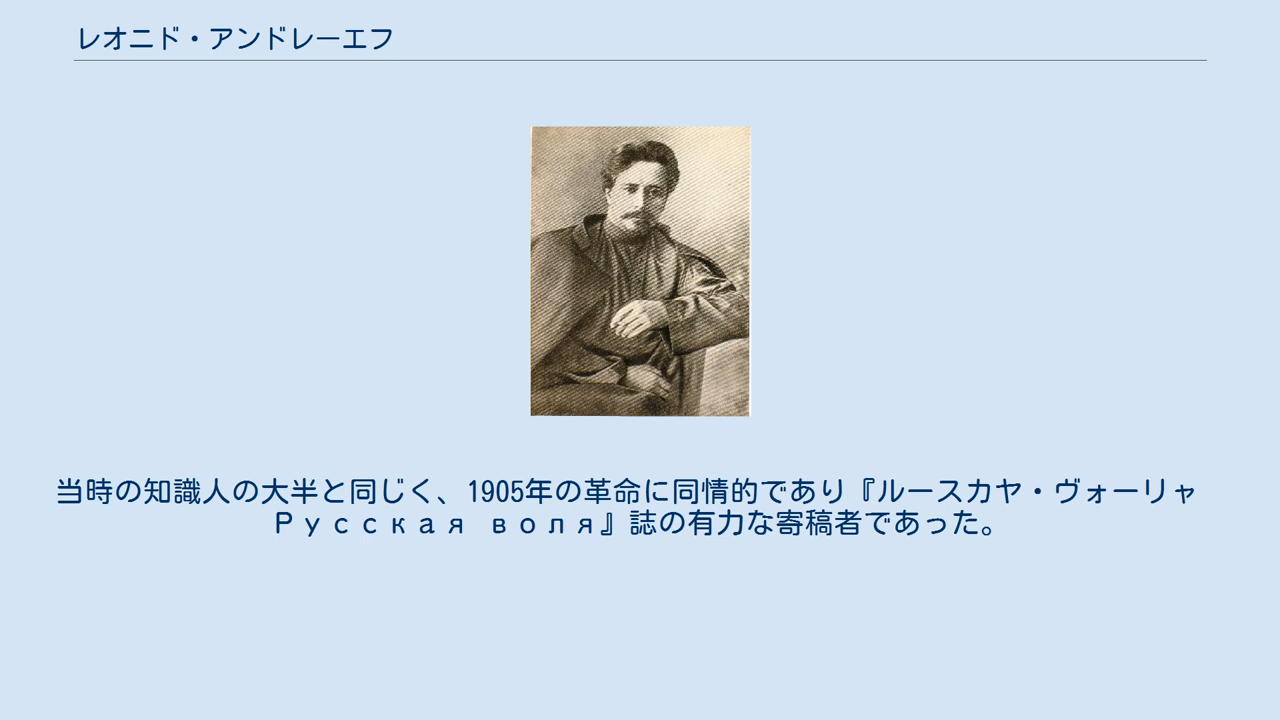 レオニド・アンドレーエフ
当時の知識人の大半と同じく、1905年の革命に同情的であり『ルースカヤ・ヴォーリャ
Русская воля』誌の有力な寄稿者であった。